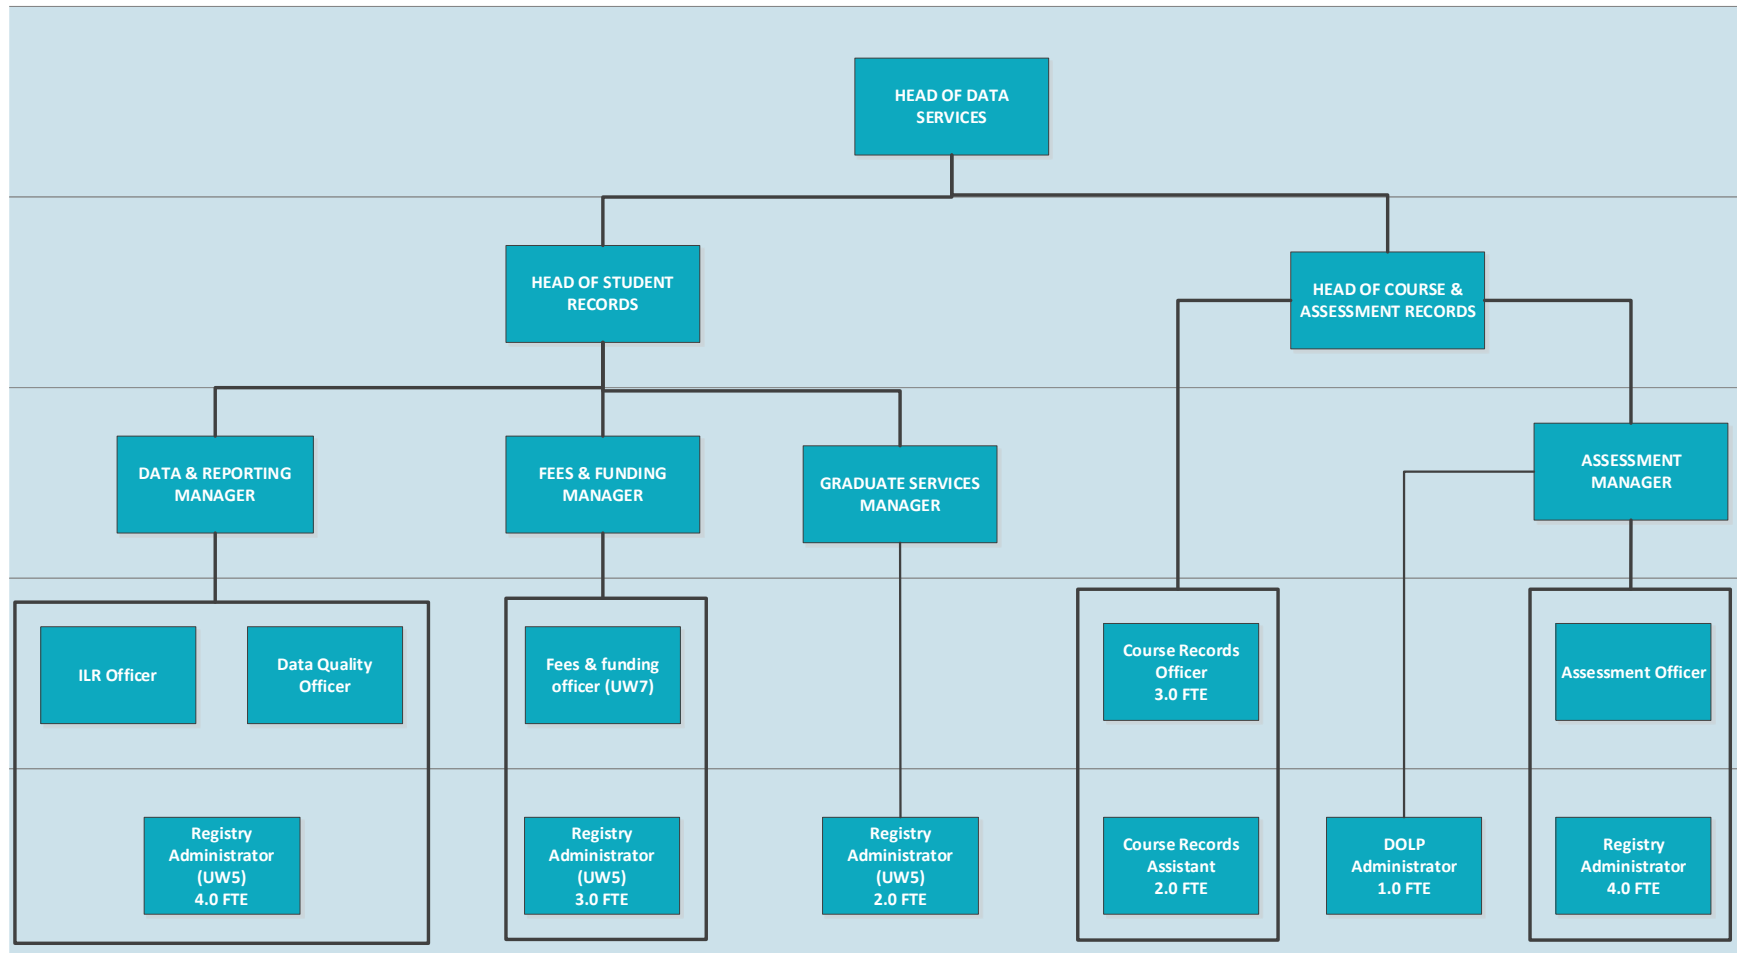 HEAD OF DATA
SERVICES
HEAD OF STUDENT
RECORDS
HEAD OF COURSE &
ASSESSMENT RECORDS
DATA & REPORTING
MANAGER
FEES & FUNDING
MANAGER
GRADUATE SERVICES
MANAGER
ASSESSMENT
MANAGER
ILR Officer
Data Quality
Officer
Fees & funding
officer (UW7)
Course Records
Officer
3.0 FTE
Assessment Officer
Registry
Administrator
(UW5)
4.0 FTE
Registry
Administrator
(UW5)
3.0 FTE
Registry
Administrator
(UW5)
2.0 FTE
Course Records
Assistant
2.0 FTE
DOLP
Administrator
1.0 FTE
Registry
Administrator
4.0 FTE